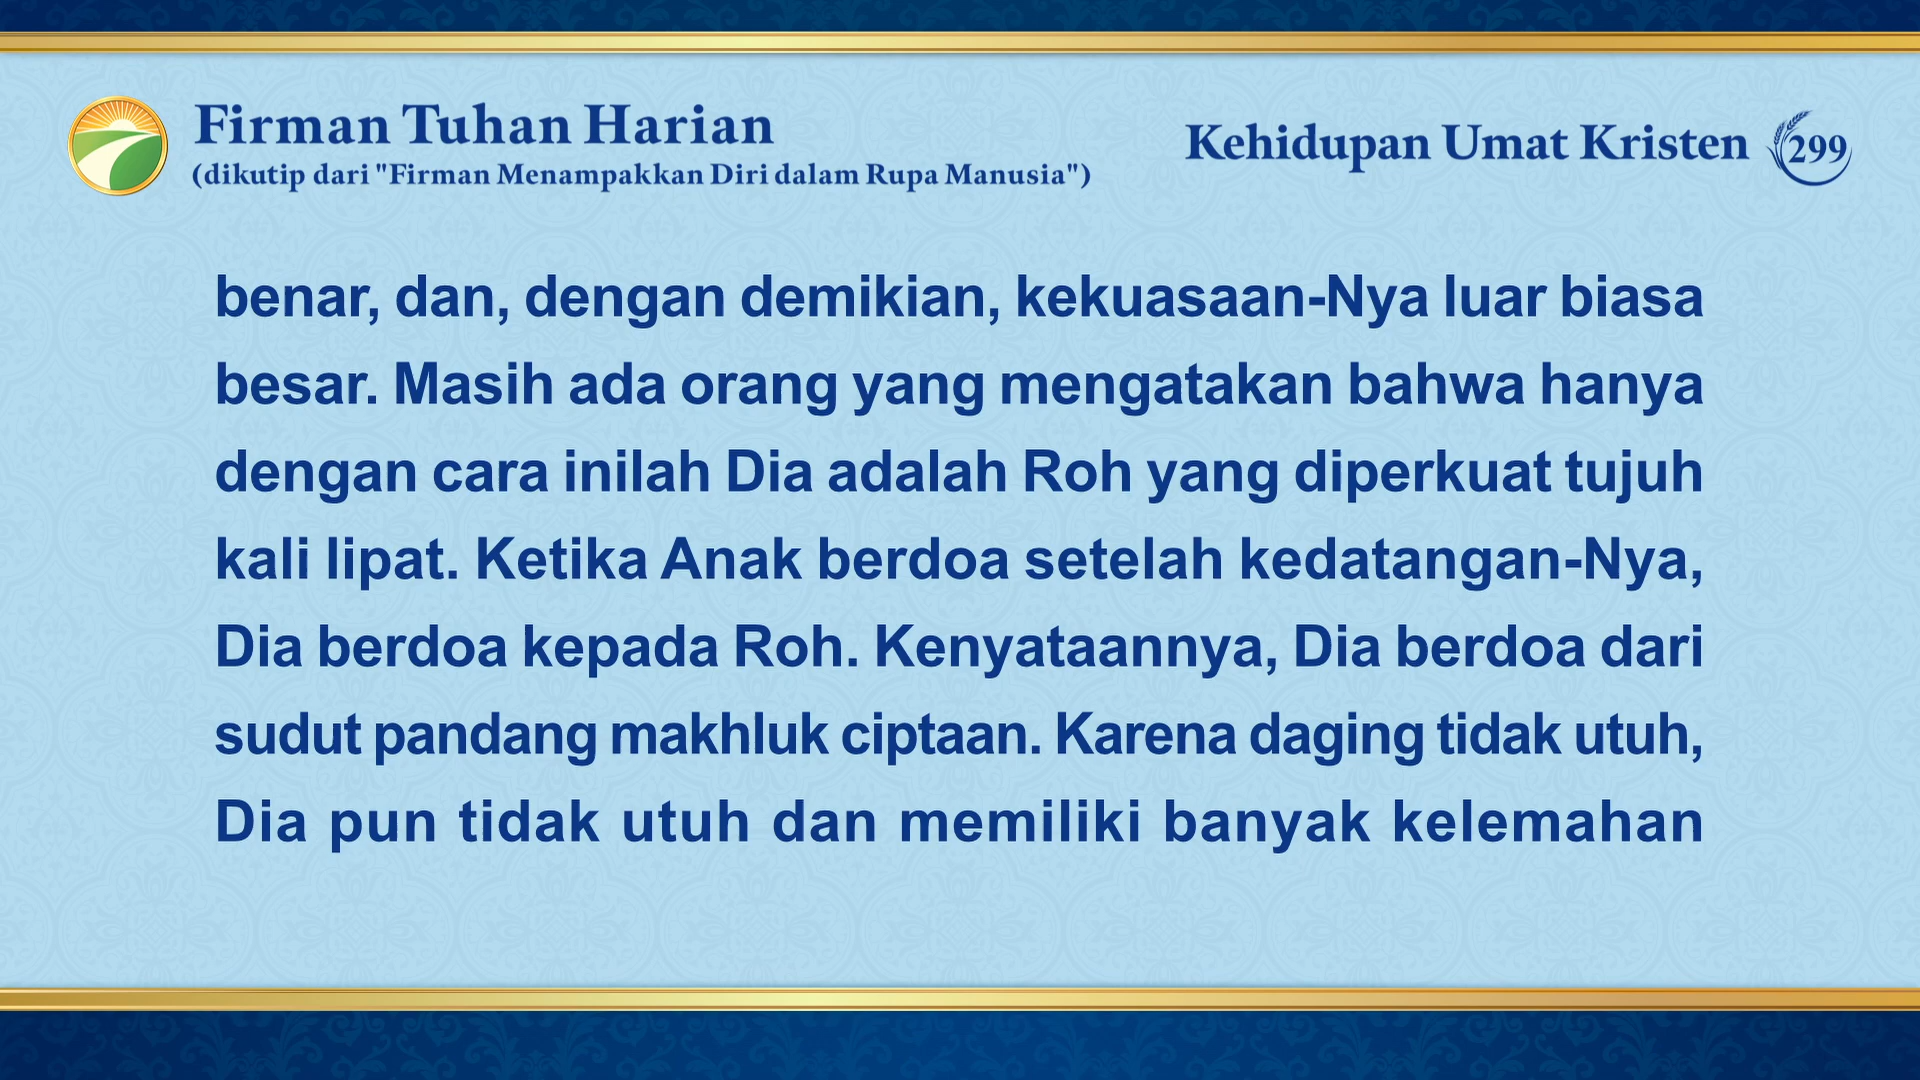 Firman Tuhan Harian
(dikutip dari "Firman Menampakkan Diri dalam Rupa Manusia")
Kehidupan Umat Kristen 299
benar, dan, dengan demikian, kekuasaan-Nya luar biasa
besar. Masih ada orang yang mengatakan bahwa hanya
dengan cara inilah Dia adalah Roh yang diperkuat tujuh
kali lipat. Ketika Anak berdoa setelah kedatangan-Nya,
Dia berdoa kepada Roh. Kenyataannya, Dia berdoa dari
sudut pandang makhluk ciptaan. Karena daging tidak utuh,
Dia pun tidak utuh dan memiliki banyak kelemahan